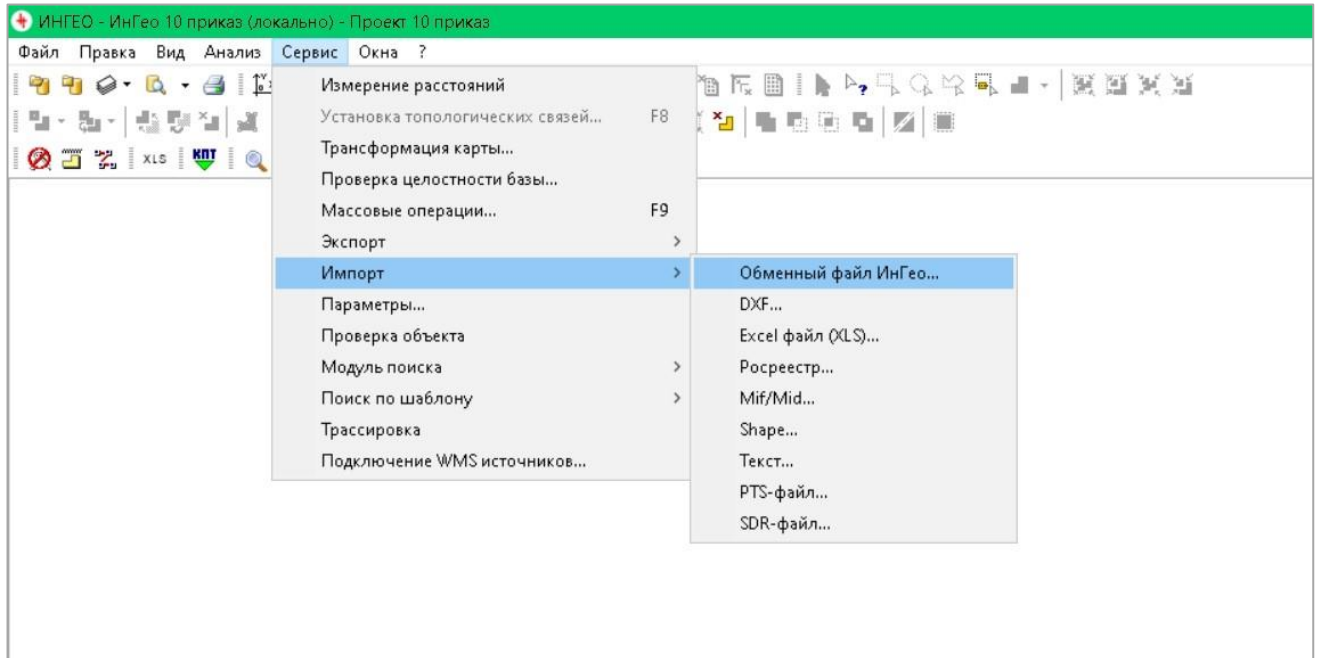 ИНГЕО - ИнГео 10 приказ (локально) - Проект 10 приказ
Файл Правка Вид Анализ Сервис Окна ?
Измерение расстояний
Установка топологических связей... F8
Трансформация карты...
Проверка целостности базы...
Массовые операции... F9
Экспорт
Импорт
Параметры...
Проверка объекта
Модуль поиска
Поиск по шаблону
Трассировка
Подключение WMS источников...
Обменный файл ИнГео...
DXF...
Excel файл (XLS)...
Росреестр...
Mif/Mid...
Shape...
Текст...
PTS-файл...
SDR-файл...
XLS КПТ